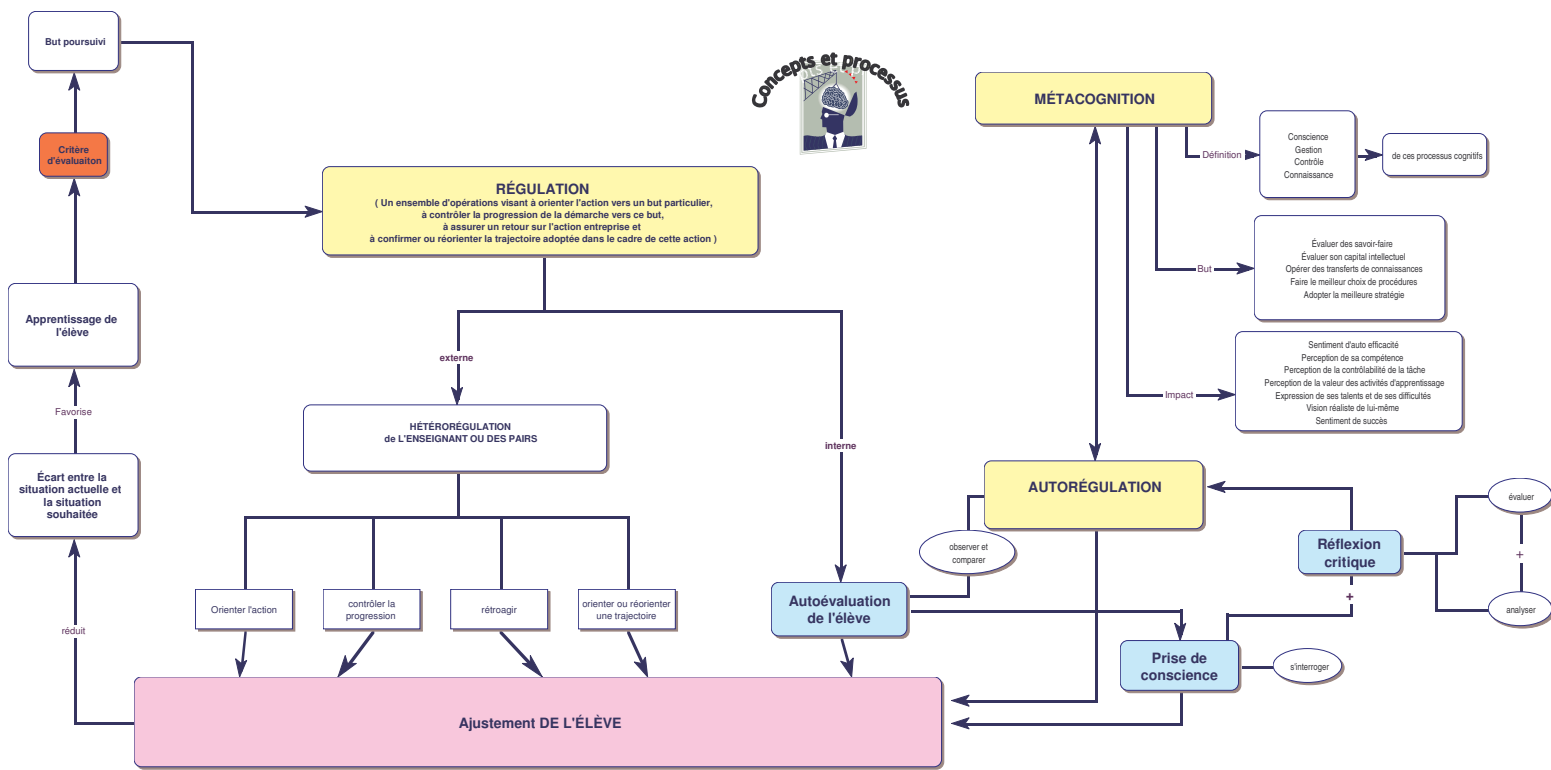 But poursuivi
Concepts et processus
MÉTACOGNITION
Critère
d'évaluaiton
Conscience
Gestion
Contrôle
Connaissance
Définition
de ces processus cognitifs
RÉGULATION
( Un ensemble d'opérations visant à orienter l'action vers un but particulier,
à contrôler la progression de la démarche vers ce but,
à assurer un retour sur l'action entreprise et
à confirmer ou réorienter la trajectoire adoptée dans le cadre de cette action )
But
Évaluer des savoir-faire
Évaluer son capital intellectuel
Opérer des transferts de connaissances
Faire le meilleur choix de procédures
Adopter la meilleure stratégie
Apprentissage de
l'élève
externe
Impact
Sentiment d'auto efficacité
Perception de sa compétence
Perception de la contrôlabilité de la tâche
Perception de la valeur des activités d'apprentissage
Expression de ses talents et de ses difficultés
Vision réaliste de lui-même
Sentiment de succès
Favorise
HÉTÉRORÉGULATION
de L'ENSEIGNANT OU DES PAIRS
interne
Écart entre la
situation actuelle et
la situation
souhaitée
AUTORÉGULATION
évaluer
observer et
comparer
Réflexion
critique
+
+
analyser
Orienter l'action
contrôler la
progression
rétroagir
orienter ou réorienter
une trajectoire
Autoévaluation
de l'élève
réduit
Prise de
conscience
s'interroger
Ajustement DE L'ÉLÈVE